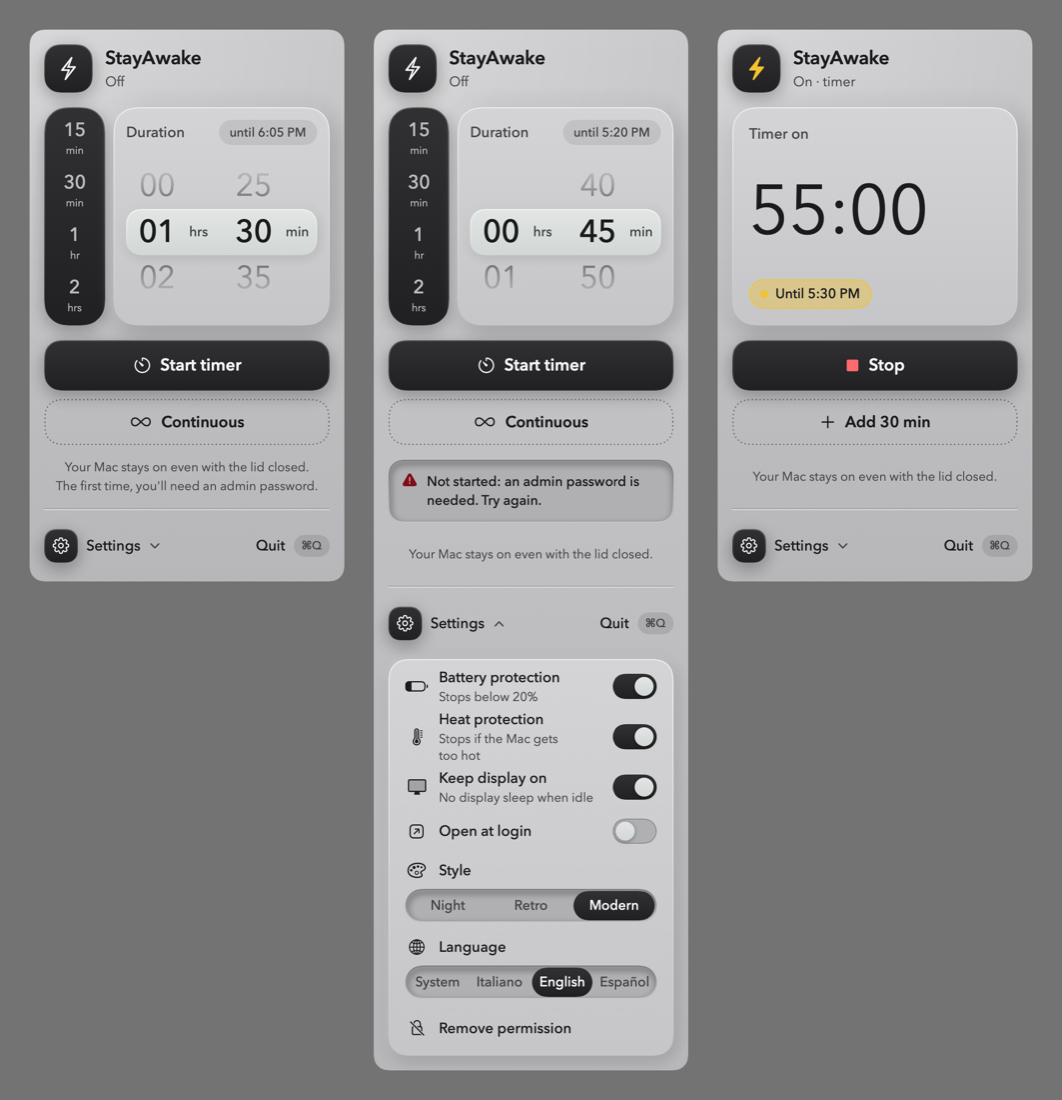 StayAwake
Off
15
min
30
min
1
hr
2
hrs
Duration
until 6:05 PM
00 25
01 hrs 30 min
02 35
Start timer
Continuous
Your Mac stays on even with the lid closed.
The first time, you'll need an admin password.
Settings
Quit ⌘Q
StayAwake
Off
15
min
30
min
1
hr
2
hrs
Duration
until 5:20 PM
40
00 hrs 45 min
01 50
Start timer
Continuous
Not started: an admin password is
needed. Try again.
Your Mac stays on even with the lid closed.
Settings
Quit ⌘Q
Battery protection
Stops below 20%
Heat protection
Stops if the Mac gets
too hot
Keep display on
No display sleep when idle
Open at login
Style
Night Retro Modern
Language
System Italiano English Español
Remove permission
StayAwake
On · timer
Timer on
55:00
Until 5:30 PM
Stop
+ Add 30 min
Your Mac stays on even with the lid closed.
Settings
Quit ⌘Q